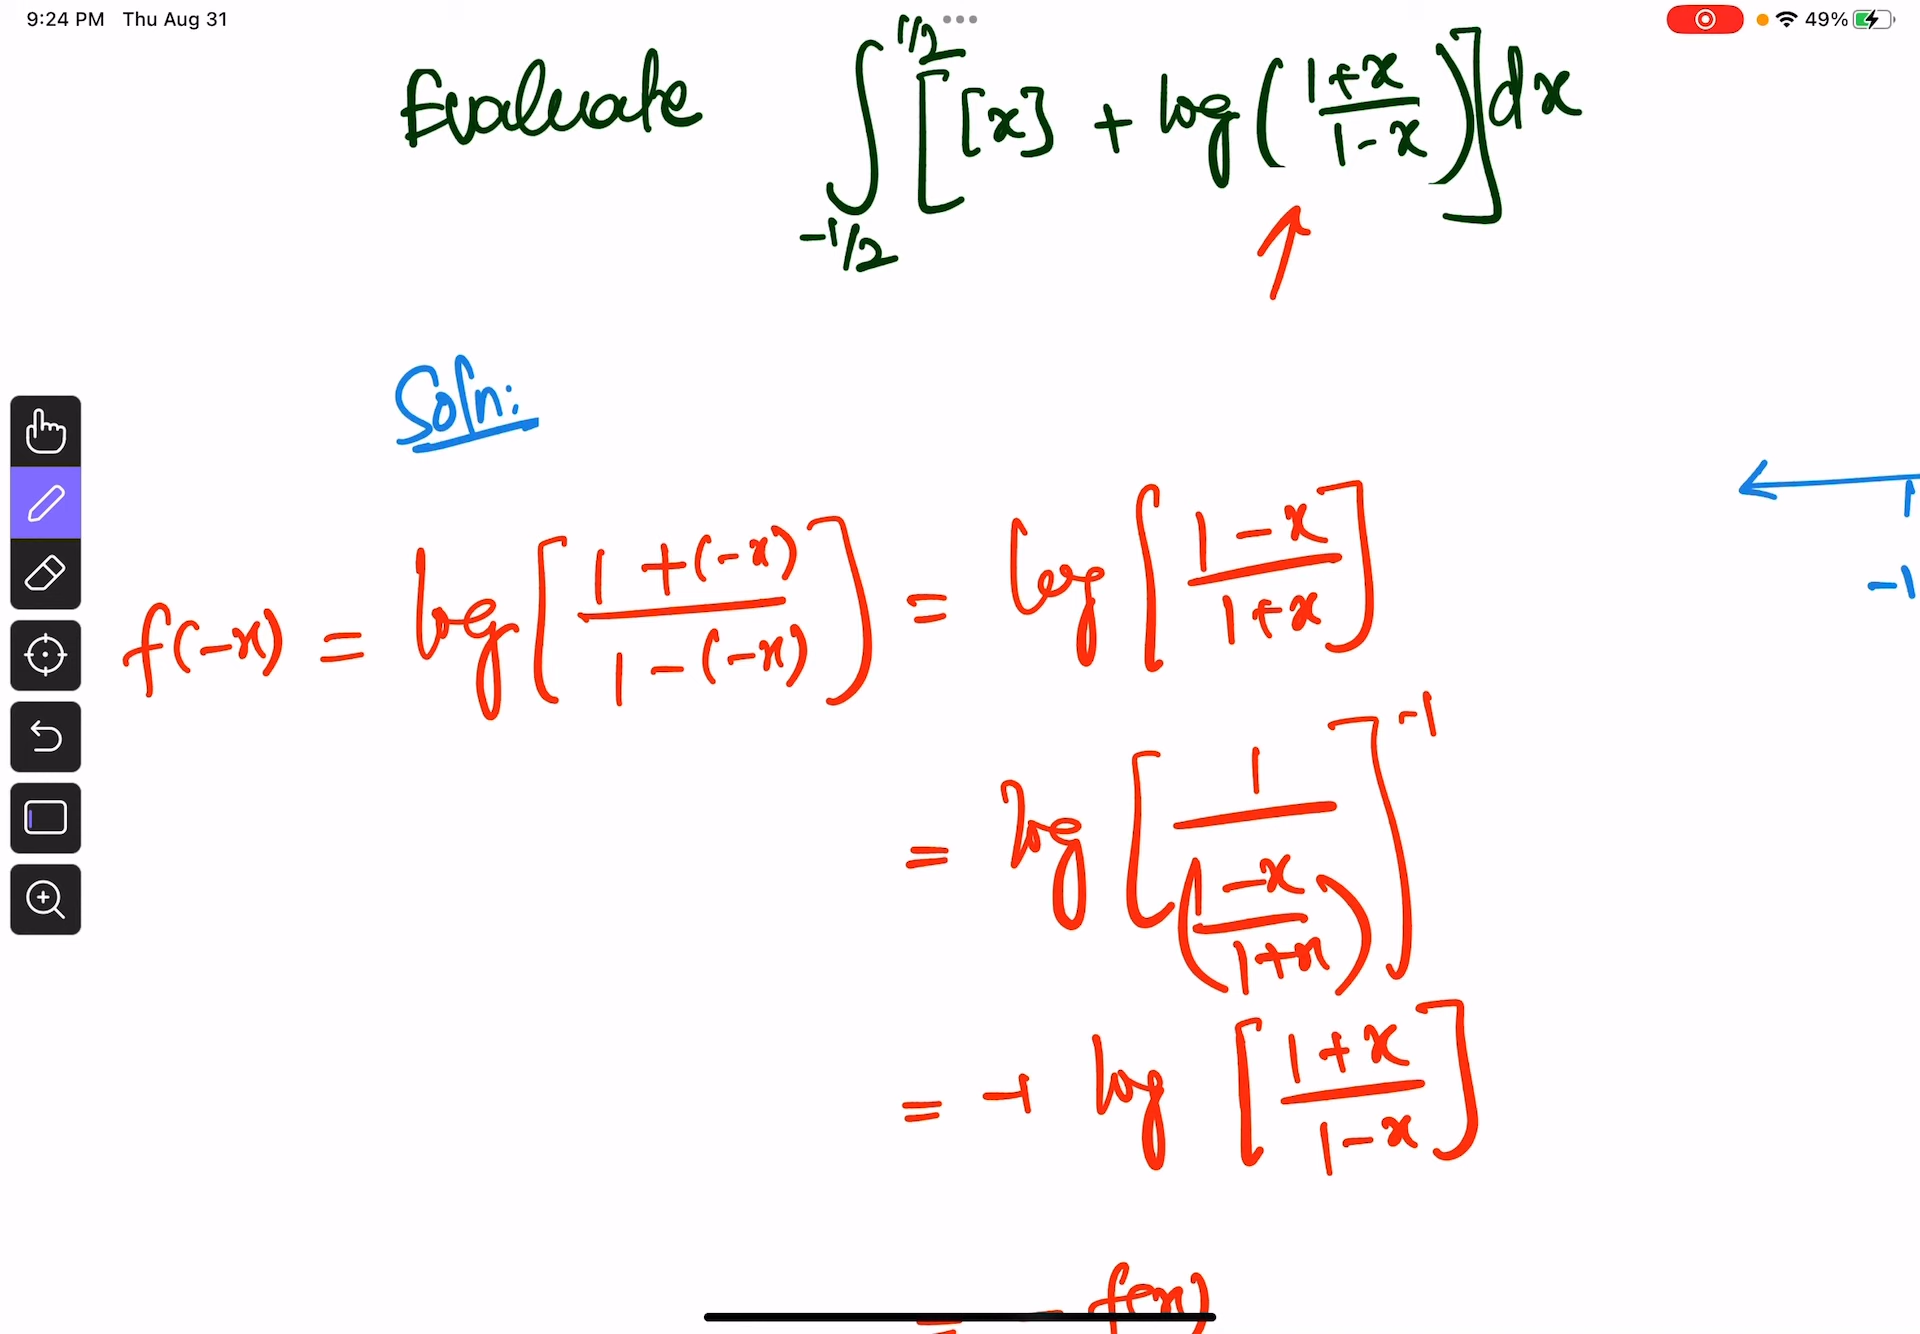 9:24 PM Thu Aug 31
49%
Evaluate ∫_{-1/2}^{1/2} [[x] + log((1+x)/(1-x))] dx
Soln:
f(-x) = log[(1+(-x))/(1-(-x))] = log[(1-x)/(1+x)]
-1
= log[1/((1-x)/(1+x))]^{-1}
= -1 log[(1+x)/(1-x)]
= - f(x)